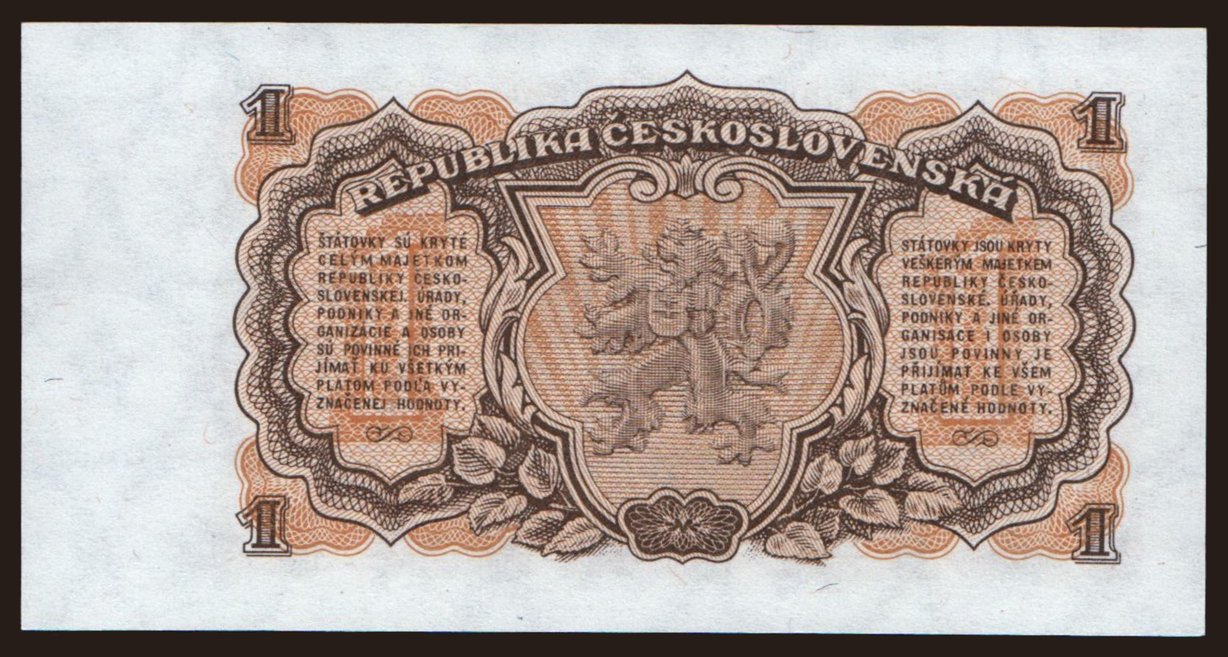 1
1
REPUBLIKA ČESKOSLOVENSKÁ
ŠTÁTOVKY SÚ KRYTÉ
CELÝM MAJETKOM
REPUBLIKY ČESKO-
SLOVENSKEJ. ÚRADY,
PODNIKY A INÉ OR-
GANIZÁCIE A OSOBY
SÚ POVINNÉ ICH PRI-
JÍMAŤ KU VŠETKÝM
PLATOM PODĽA VY-
ZNAČENEJ HODNOTY.
STÁTOVKY JSOU KRYTY
VEŠKERÝM MAJETKEM
REPUBLIKY ČESKO-
SLOVENSKÉ. ÚŘADY,
PODNIKY A JINÉ OR-
GANISACE I OSOBY
JSOU POVINNY JE
PŘIJÍMAT KE VŠEM
PLATŮM PODLE VY-
ZNAČENÉ HODNOTY.
1
1